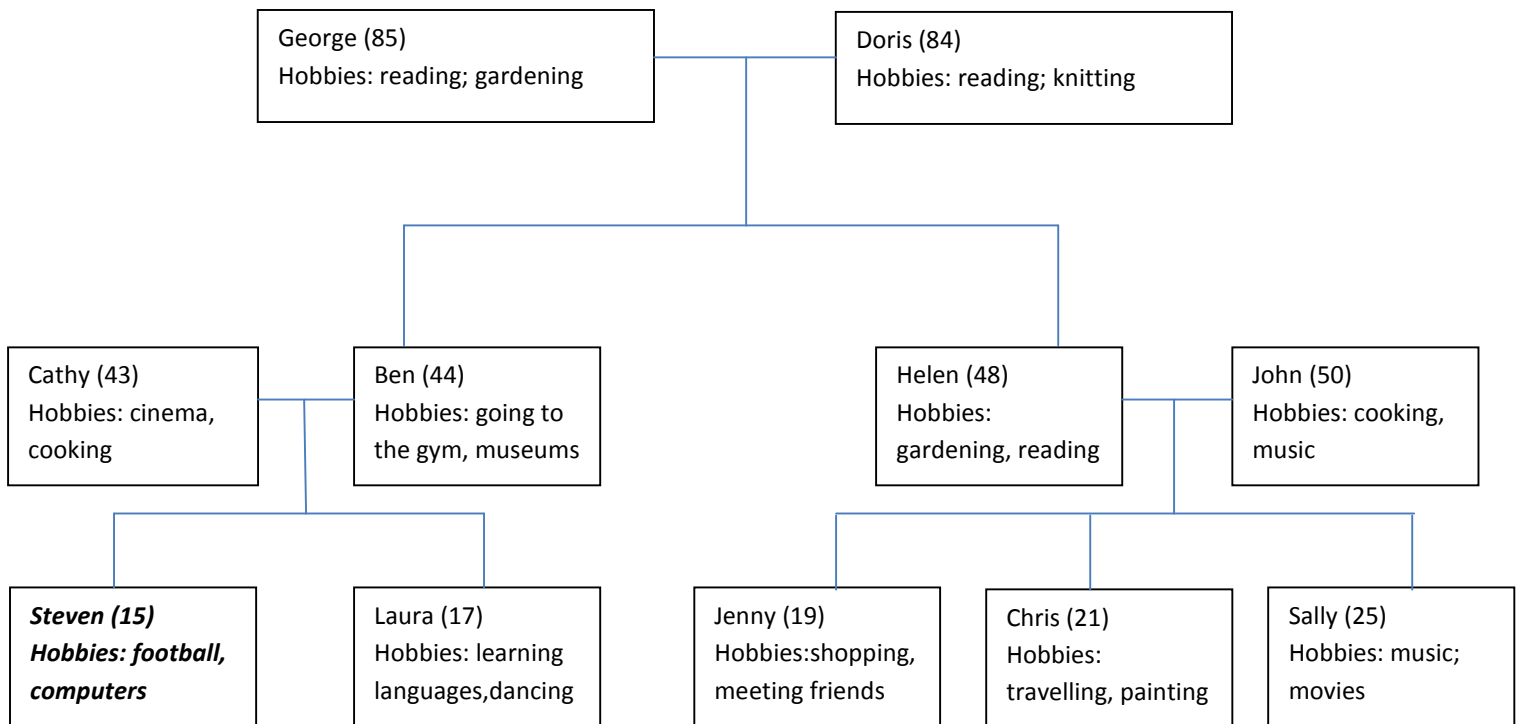 George (85)
Hobbies: reading; gardening
Doris (84)
Hobbies: reading; knitting
Cathy (43)
Hobbies: cinema,
cooking
Ben (44)
Hobbies: going to
the gym, museums
Helen (48)
Hobbies:
gardening, reading
John (50)
Hobbies: cooking,
music
Steven (15)
Hobbies: football,
computers
Laura (17)
Hobbies: learning
languages,dancing
Jenny (19)
Hobbies:shopping,
meeting friends
Chris (21)
Hobbies:
travelling, painting
Sally (25)
Hobbies: music;
movies